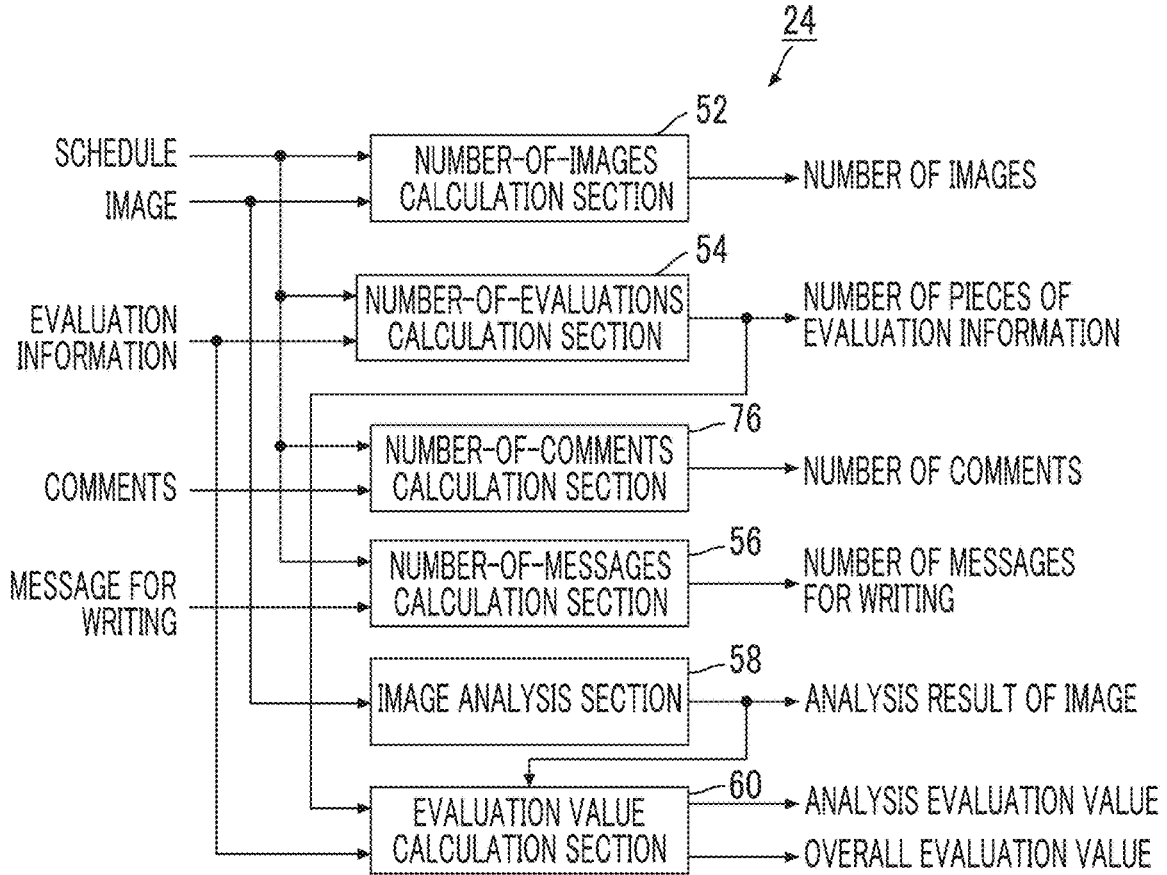 24
52
SCHEDULE
IMAGE
NUMBER-OF-IMAGES
CALCULATION SECTION
NUMBER OF IMAGES
54
EVALUATION
INFORMATION
NUMBER-OF-EVALUATIONS
CALCULATION SECTION
NUMBER OF PIECES OF
EVALUATION INFORMATION
76
COMMENTS
NUMBER-OF-COMMENTS
CALCULATION SECTION
NUMBER OF COMMENTS
56
MESSAGE FOR
WRITING
NUMBER-OF-MESSAGES
CALCULATION SECTION
NUMBER OF MESSAGES
FOR WRITING
58
IMAGE ANALYSIS SECTION
ANALYSIS RESULT OF IMAGE
60
EVALUATION VALUE
CALCULATION SECTION
ANALYSIS EVALUATION VALUE
OVERALL EVALUATION VALUE